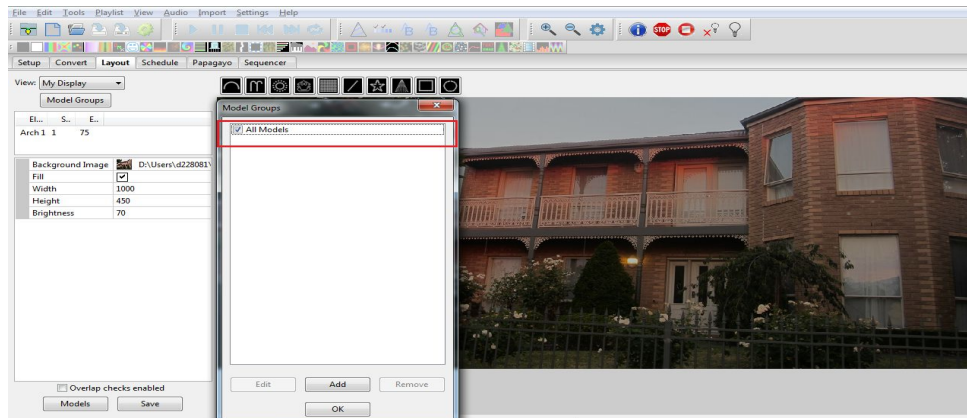 File Edit Tools Playlist View Audio Import Settings Help
STOP
Setup Convert Layout Schedule Papagayo Sequencer
View: My Display
Model Groups
El... S.. E..
Arch 1 1 75
Background Image D:\Users\d228081\
Fill
Width 1000
Height 450
Brightness 70
Overlap checks enabled
Models Save
Model Groups
All Models
Edit Add Remove
OK